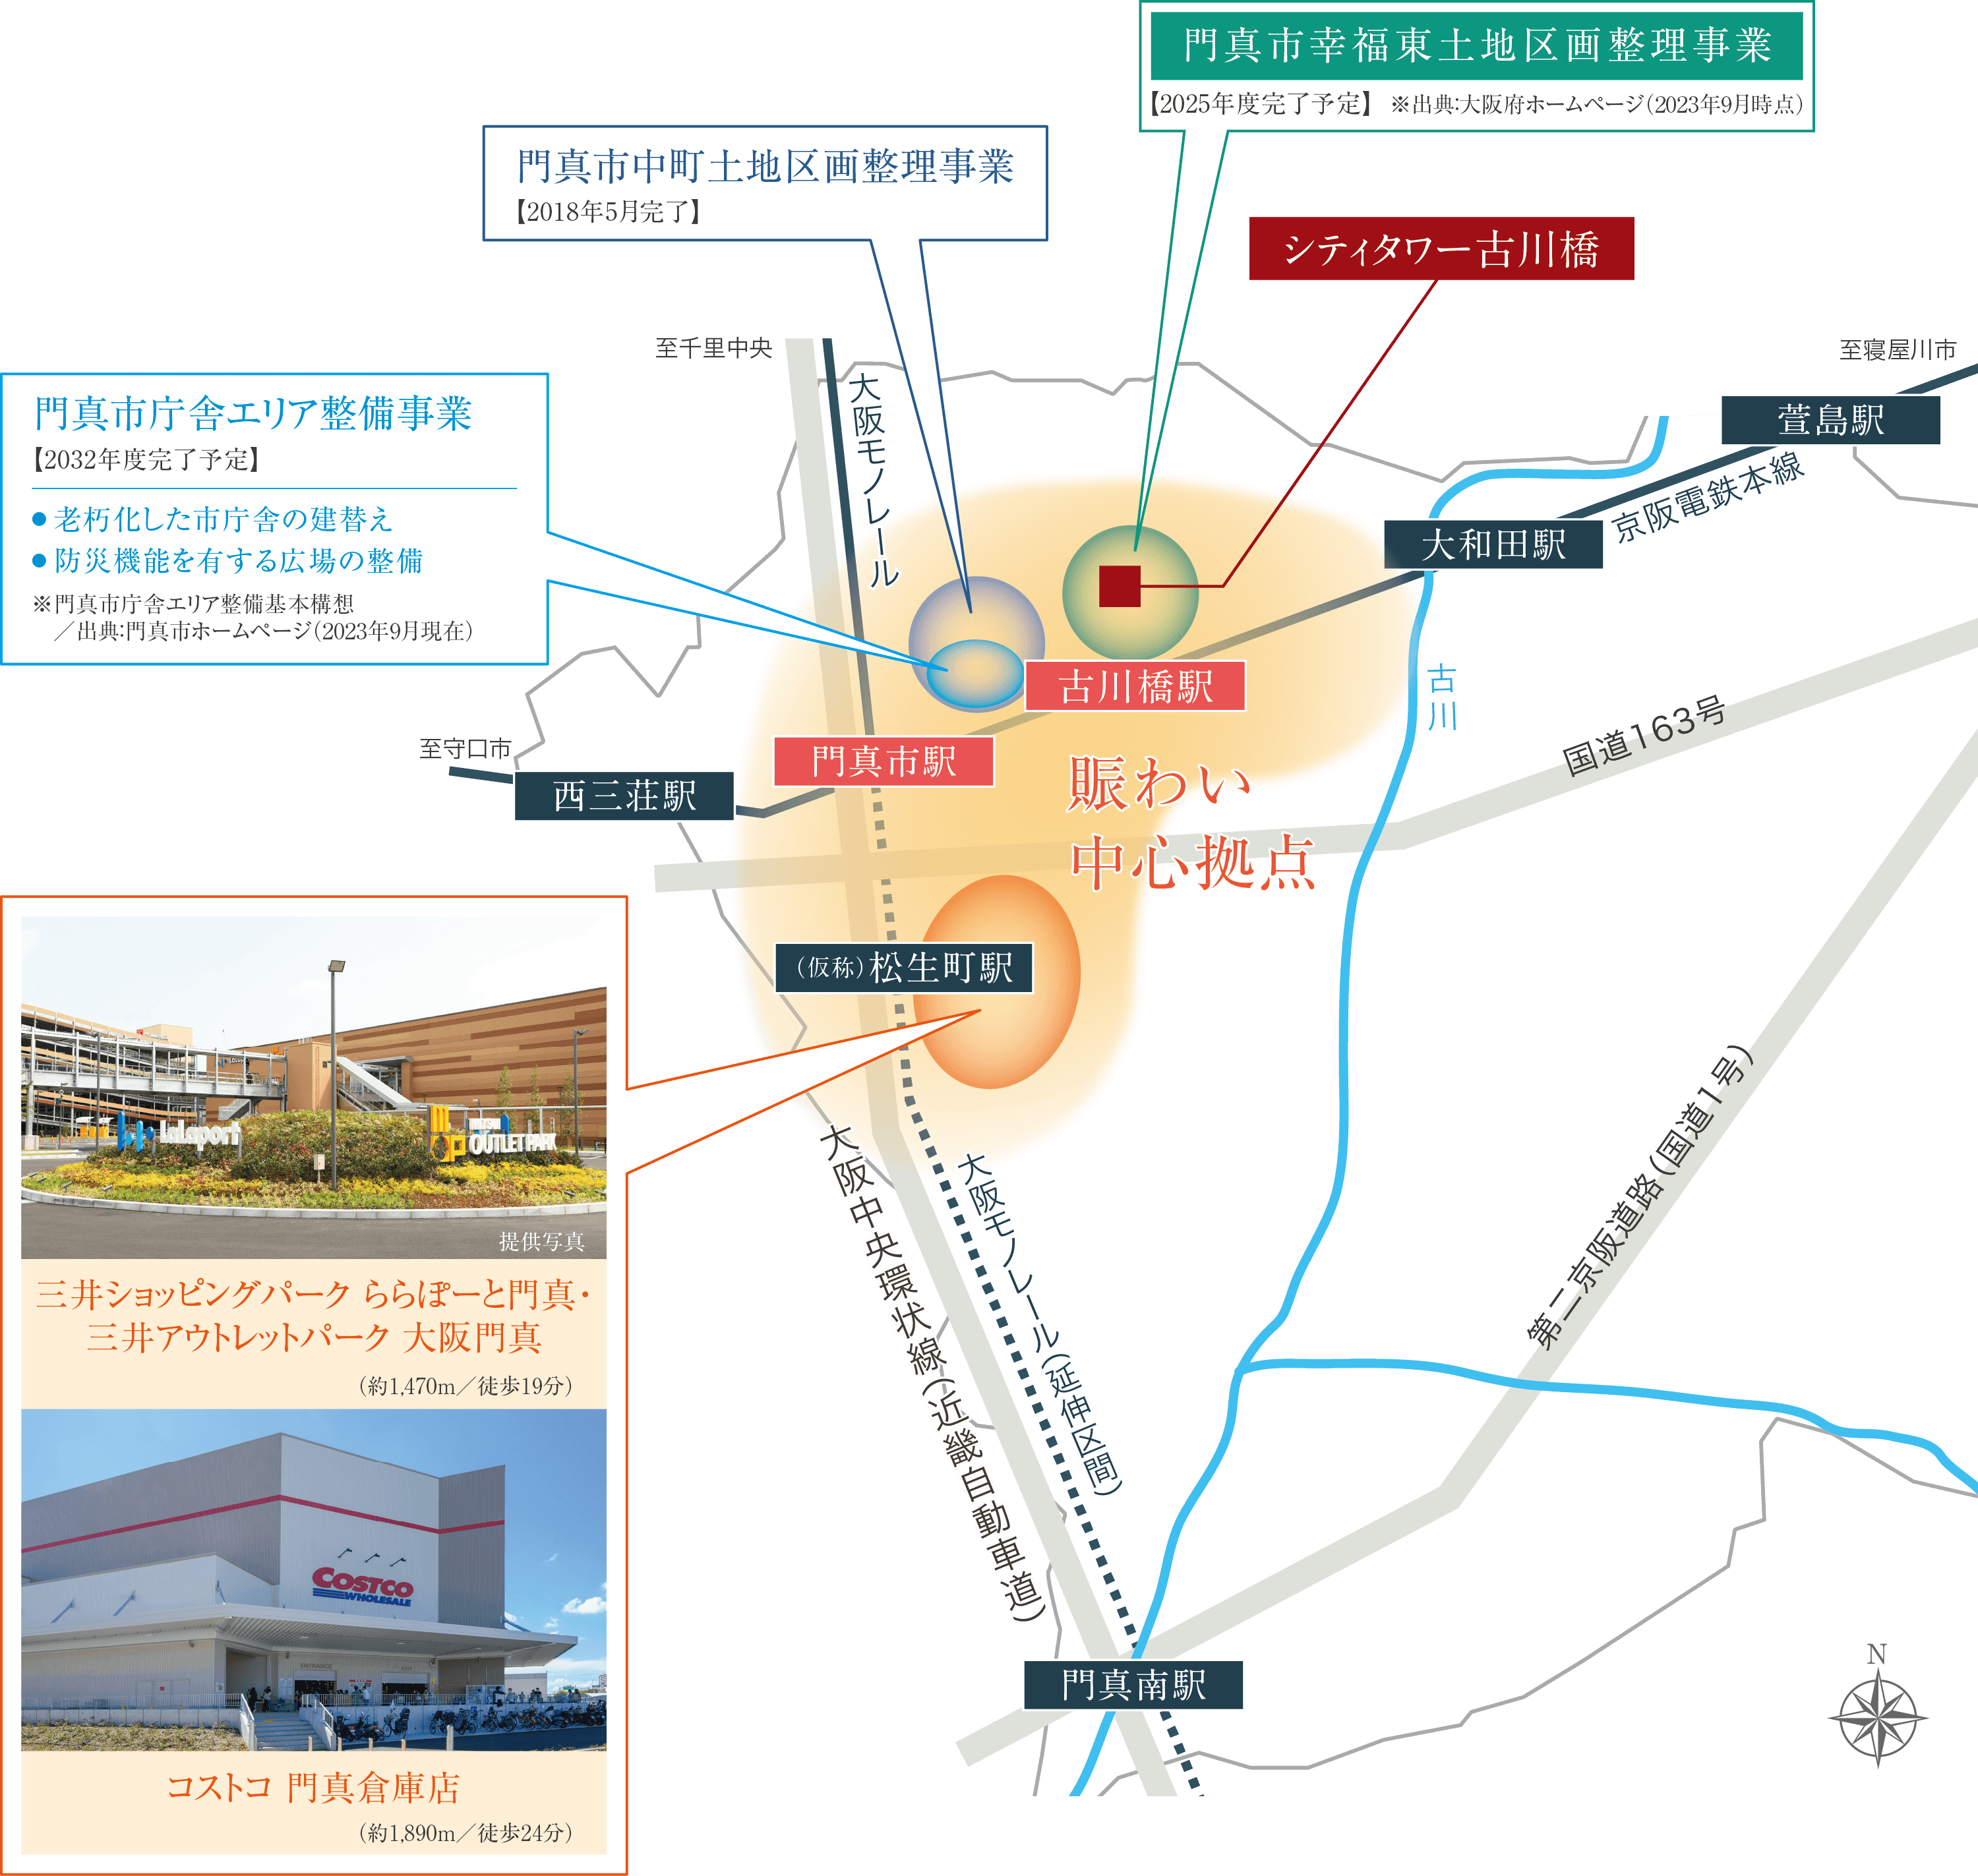 門真市幸福東土地区画整理事業
【2025年度完了予定】 ※出典:大阪府ホームページ(2023年9月時点)
門真市中町土地区画整理事業
【2018年5月完了】
シティタワー古川橋
至千里中央
至寝屋川市
大阪モノレール
萱島駅
京阪電鉄本線
大和田駅
門真市庁舎エリア整備事業
【2032年度完了予定】
●老朽化した市庁舎の建替え
●防災機能を有する広場の整備
※門真市庁舎エリア整備基本構想
／出典:門真市ホームページ(2023年9月現在)
古川橋駅
古川
至守口市
門真市駅
西三荘駅
国道163号
賑わい
中心拠点
(仮称)松生町駅
LaLaport
MITSUI
OUTLET PARK
提供写真
三井ショッピングパーク ららぽーと門真・
三井アウトレットパーク 大阪門真
(約1,470m／徒歩19分)
COSTCO
WHOLESALE
ENTRANCE
EXIT
コストコ 門真倉庫店
(約1,890m／徒歩24分)
大阪中央環状線(近畿自動車道)
大阪モノレール(延伸区間)
第二京阪道路(国道1号)
門真南駅
N